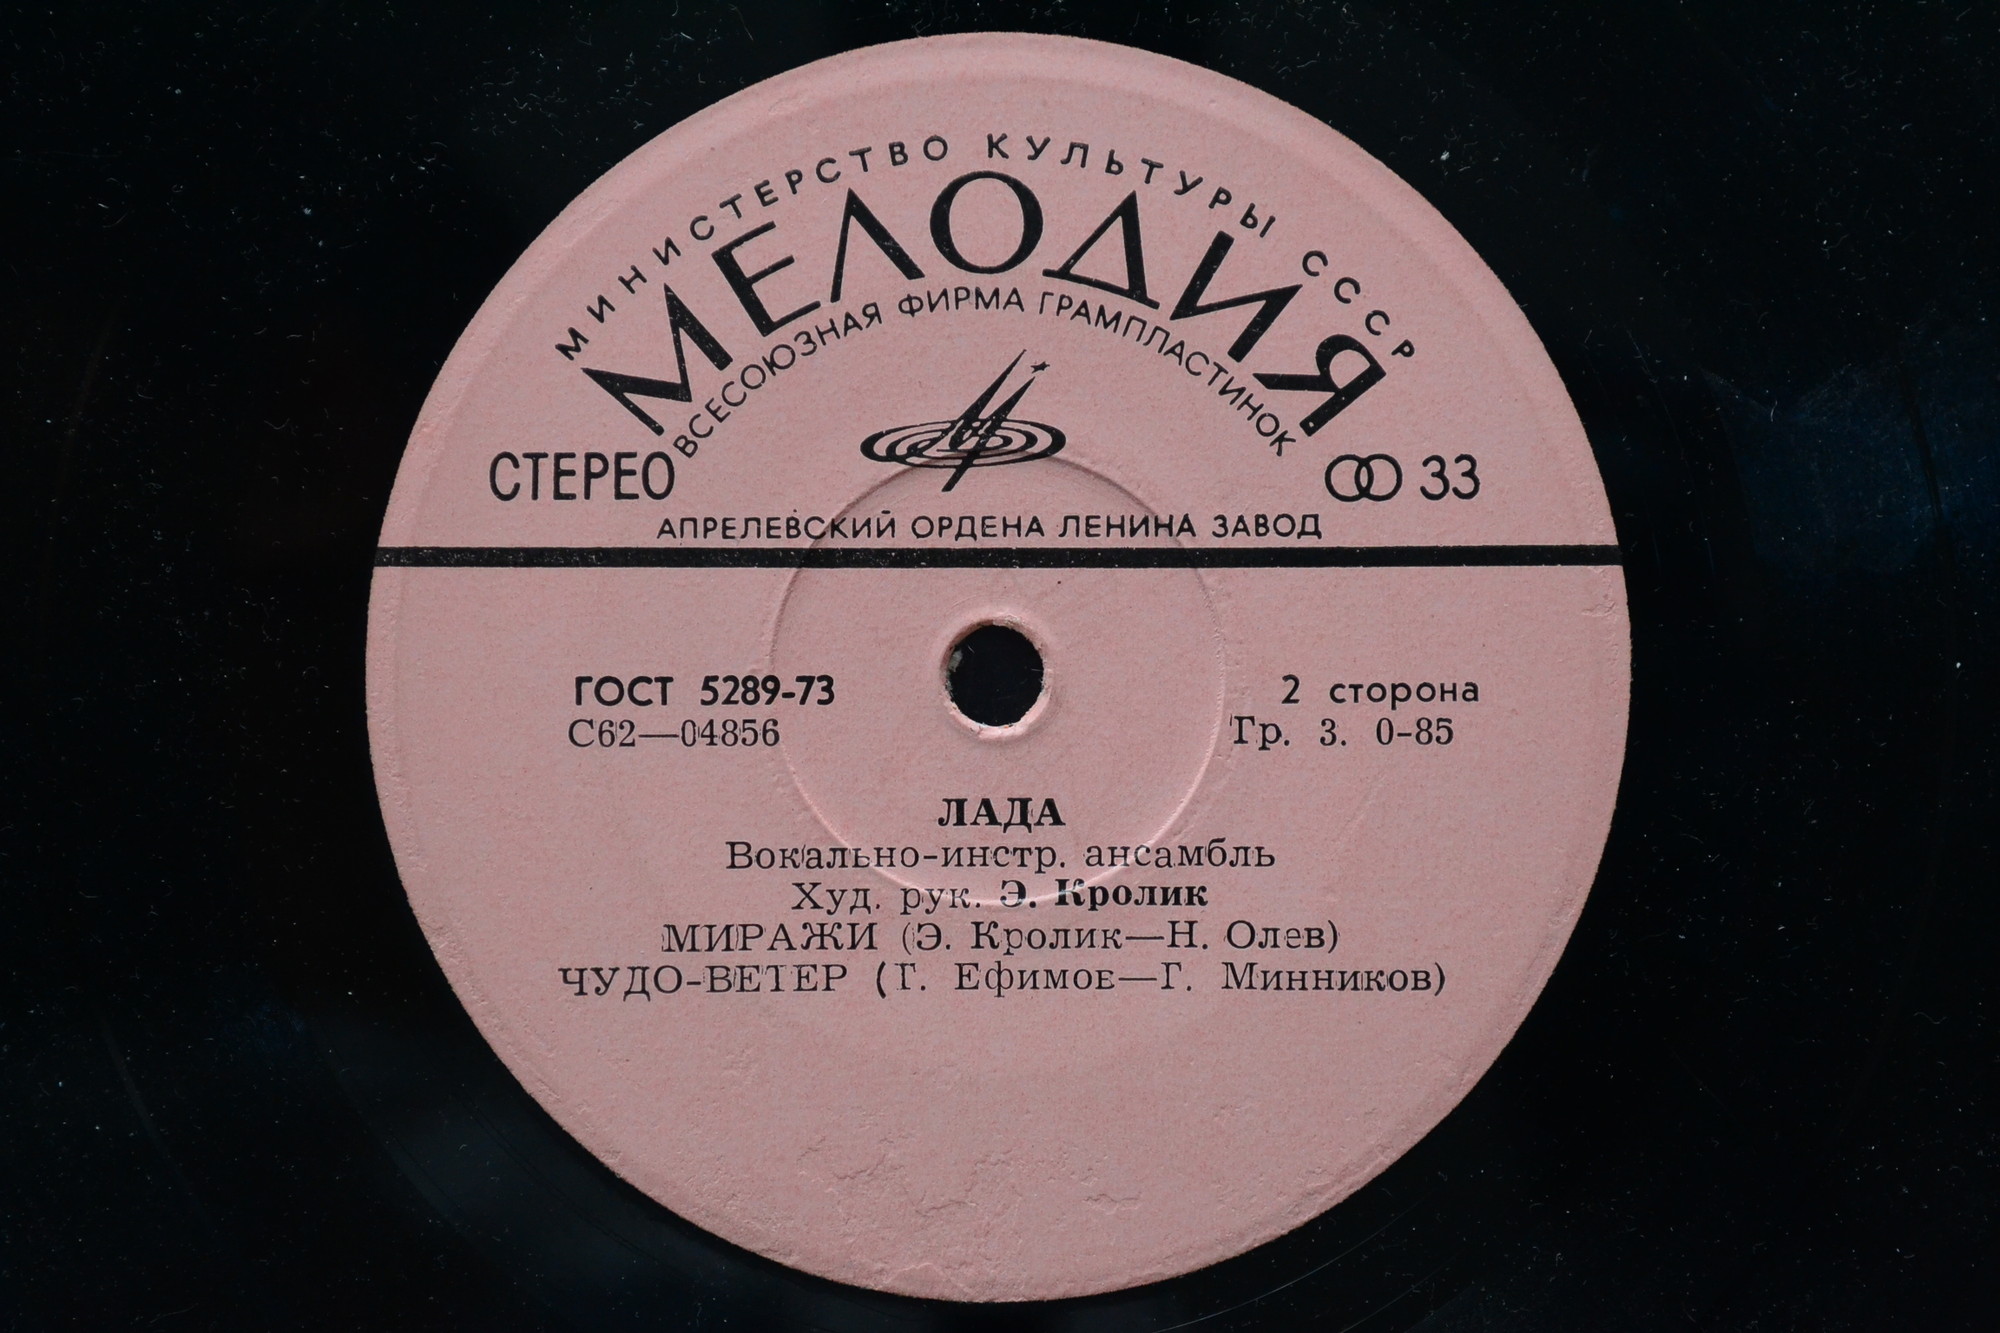 МИНИСТЕРСТВО КУЛЬТУРЫ СССР
МЕЛОДИЯ
ВСЕСОЮЗНАЯ ФИРМА ГРАМПЛАСТИНОК
СТЕРЕО
33
АПРЕЛЕВСКИЙ ОРДЕНА ЛЕНИНА ЗАВОД
ГОСТ 5289-73
2 сторона
С62—04856
Гр. 3. 0-85
ЛАДА
Вокально-инстр. ансамбль
Худ. рук. Э. Кролик
МИРАЖИ (Э. Кролик—Н. Олев)
ЧУДО-ВЕТЕР (Г. Ефимов—Г. Минников)